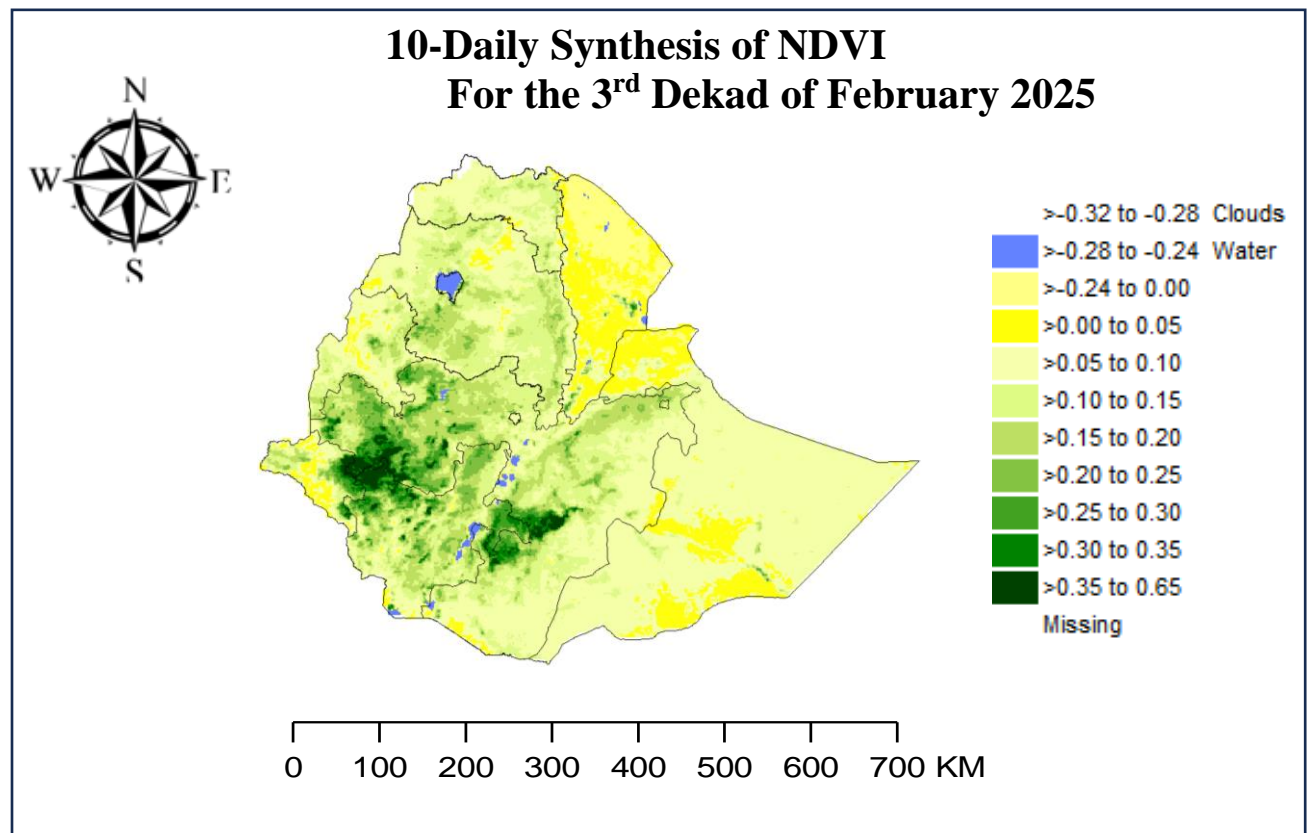 10-Daily Synthesis of NDVI
For the 3rd Dekad of February 2025
N
W E
S
>-0.32 to -0.28 Clouds
>-0.28 to -0.24 Water
>-0.24 to 0.00
>0.00 to 0.05
>0.05 to 0.10
>0.10 to 0.15
>0.15 to 0.20
>0.20 to 0.25
>0.25 to 0.30
>0.30 to 0.35
>0.35 to 0.65
Missing
0 100 200 300 400 500 600 700 KM